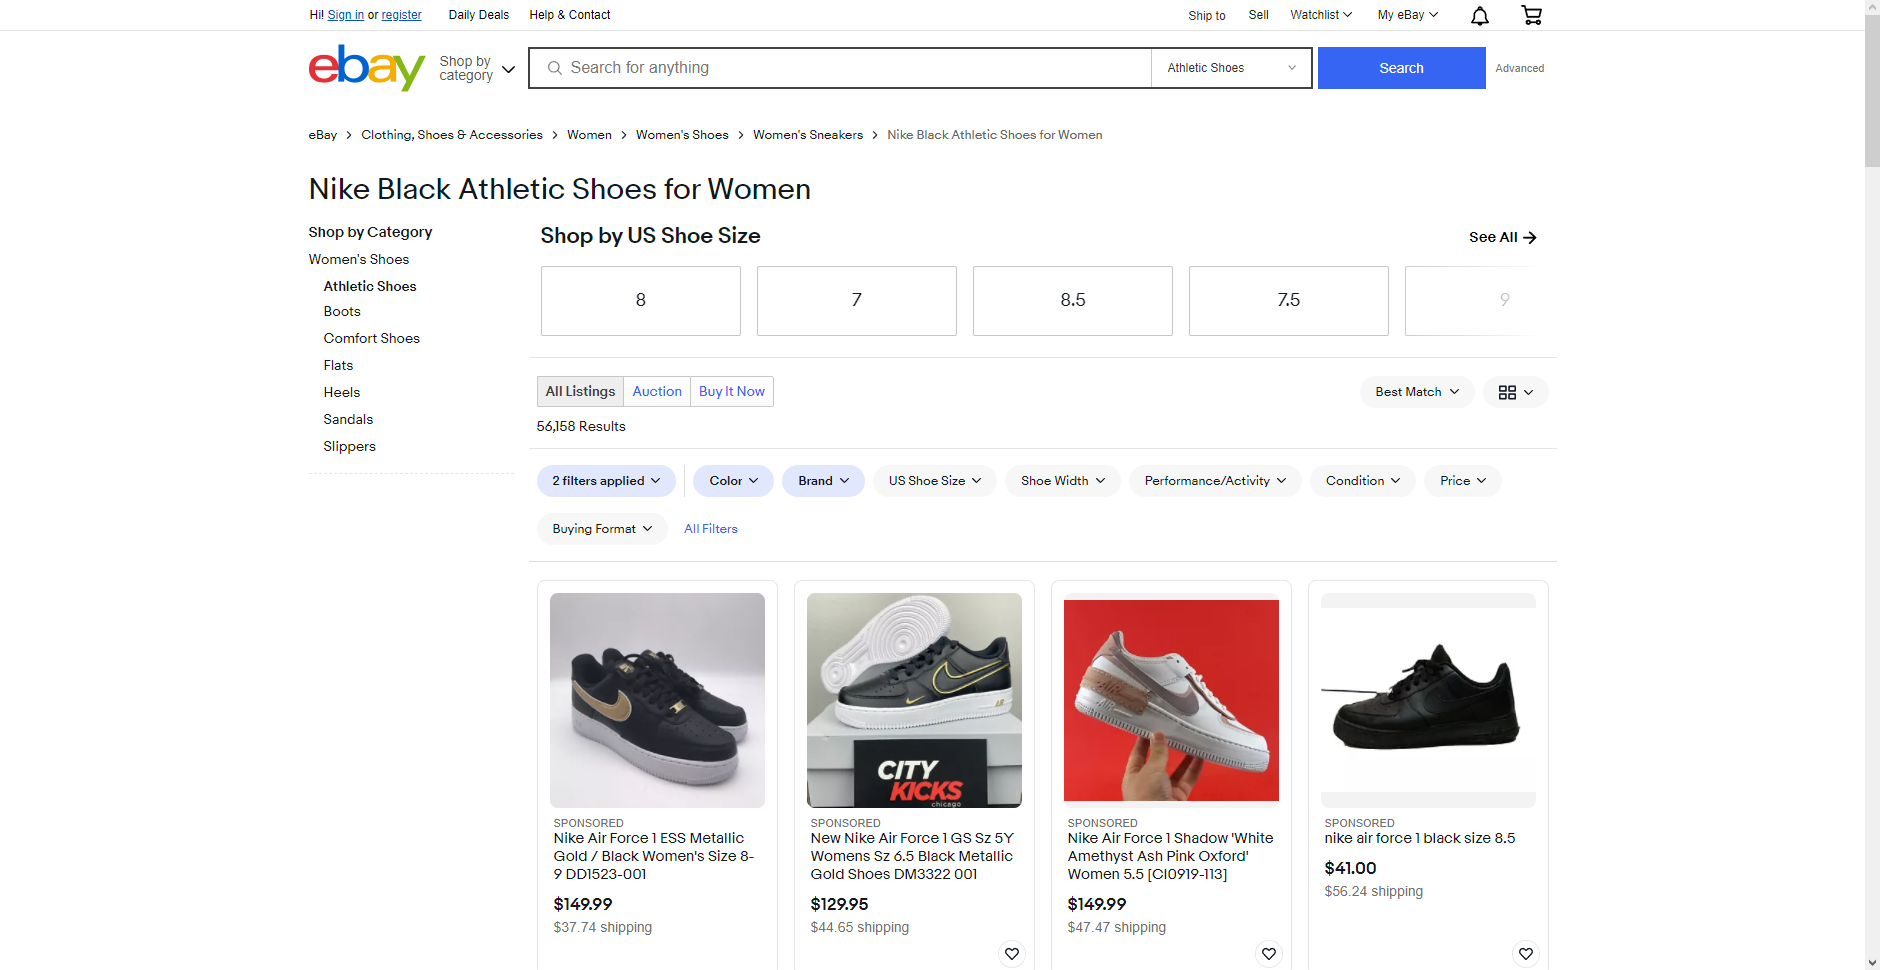 Hi! Sign in or register
Daily Deals
Help & Contact
Ship to
Sell
Watchlist
My eBay
ebay
Shop by category
Search for anything
Athletic Shoes
Search
Advanced
eBay
Clothing, Shoes & Accessories
Women
Women's Shoes
Women's Sneakers
Nike Black Athletic Shoes for Women
Nike Black Athletic Shoes for Women
Shop by Category
Women's Shoes
Athletic Shoes
Boots
Comfort Shoes
Flats
Heels
Sandals
Slippers
Shop by US Shoe Size
See All
8
7
8.5
7.5
9
All Listings
Auction
Buy It Now
Best Match
56,158 Results
2 filters applied
Color
Brand
US Shoe Size
Shoe Width
Performance/Activity
Condition
Price
Buying Format
All Filters
CITY
KICKS
chicago
AIR
AIR
SPONSORED
Nike Air Force 1 ESS Metallic
Gold / Black Women's Size 8-
9 DD1523-001
$149.99
$37.74 shipping
SPONSORED
New Nike Air Force 1 GS Sz 5Y
Womens Sz 6.5 Black Metallic
Gold Shoes DM3322 001
$129.95
$44.65 shipping
SPONSORED
Nike Air Force 1 Shadow 'White
Amethyst Ash Pink Oxford'
Women 5.5 [CI0919-113]
$149.99
$47.47 shipping
SPONSORED
nike air force 1 black size 8.5
$41.00
$56.24 shipping